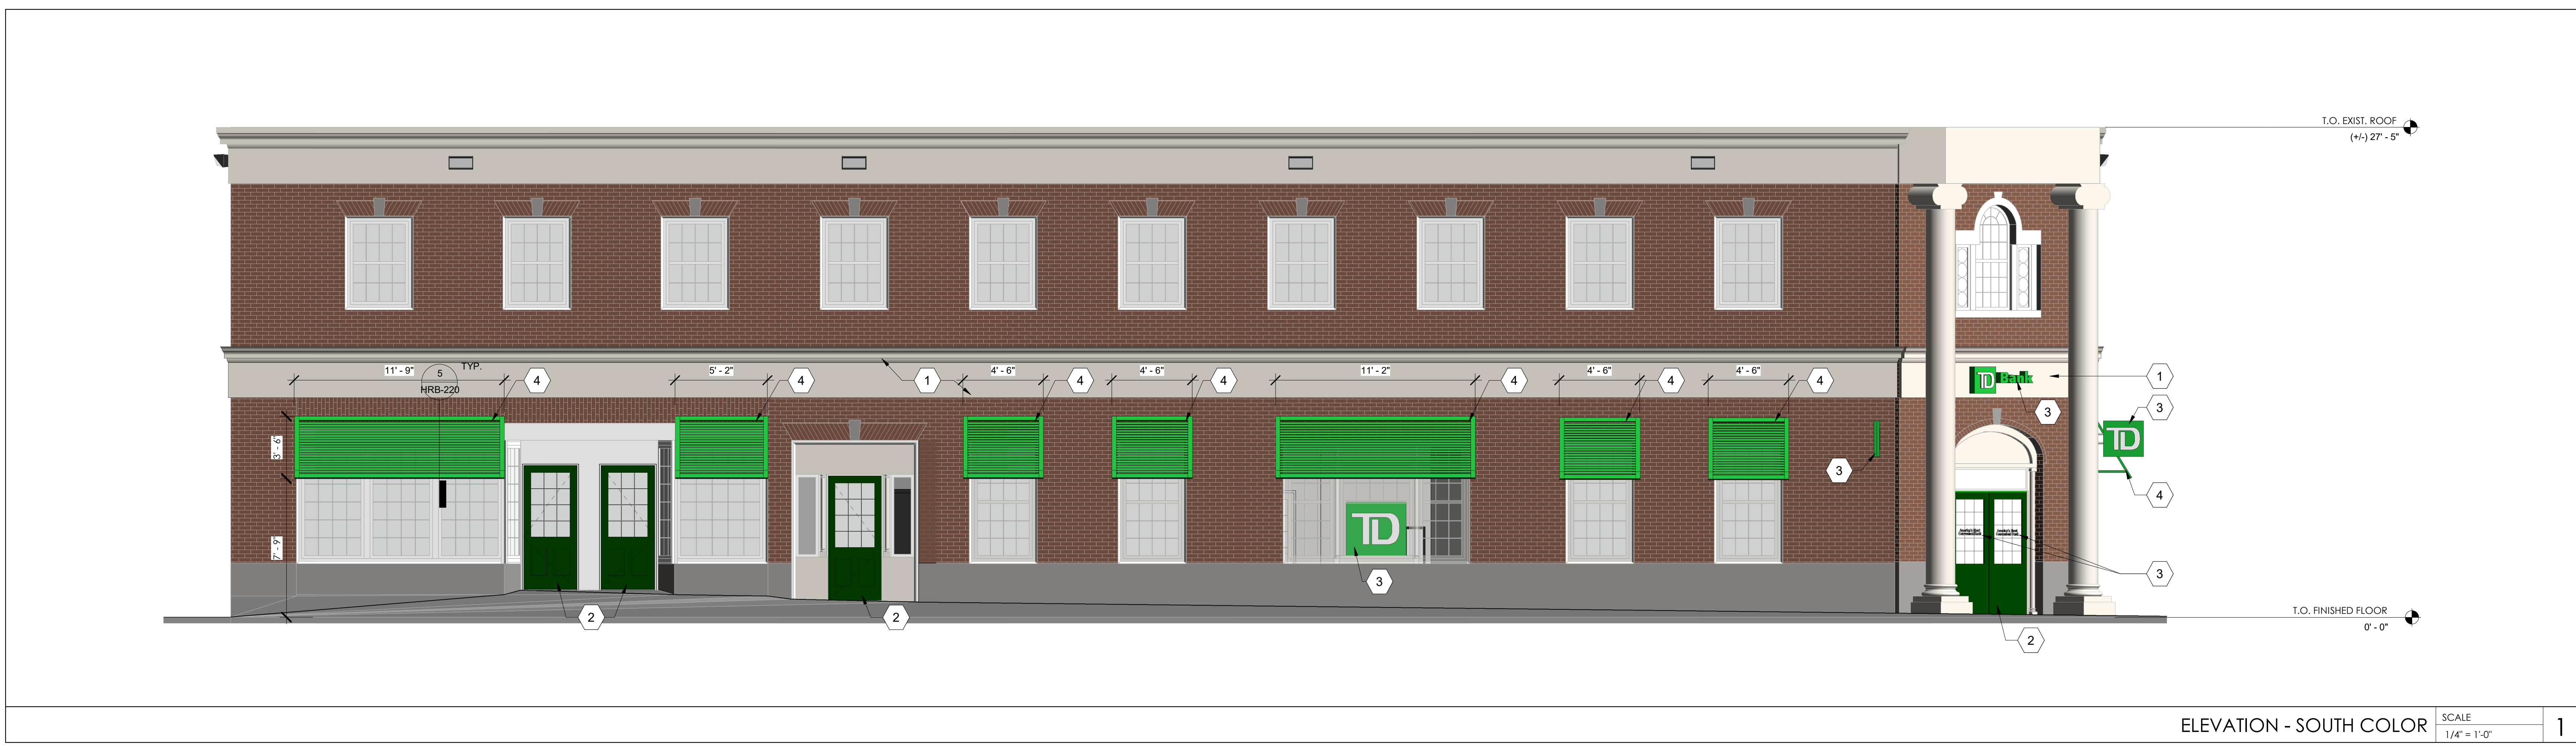 T.O. EXIST. ROOF
(+/-) 27' - 5"
5
HRB-220
TYP.
11' - 9"
4
5' - 2"
4
1
4' - 6"
4
4' - 6"
4
11' - 2"
4
4' - 6"
4
4' - 6"
4
TD Bank
1
3
3
TD
3' - 6"
3
4
7' - 9"
TD
3
3
2
2
2
T.O. FINISHED FLOOR
0' - 0"
ELEVATION - SOUTH COLOR
SCALE
1/4" = 1'-0"
1